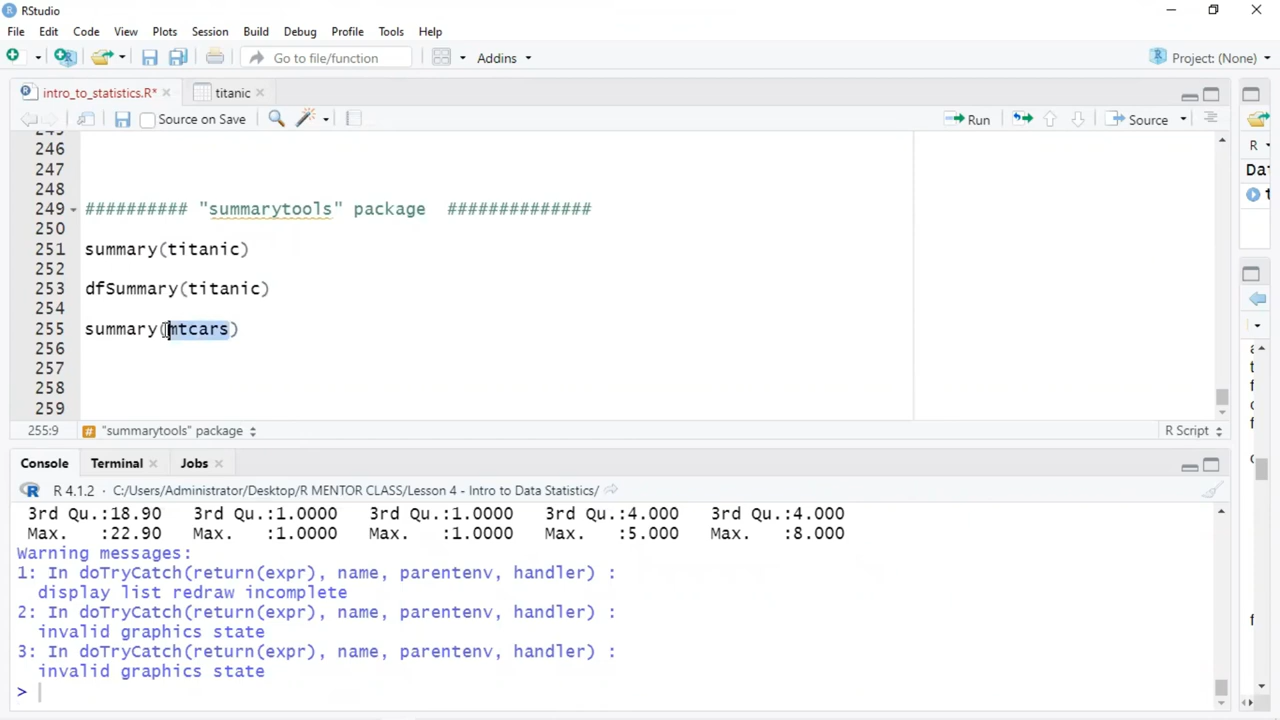 RStudio
File Edit Code View Plots Session Build Debug Profile Tools Help
Go to file/function Addins Project: (None)
intro_to_statistics.R* titanic
Source on Save Run Source
245
246
247
248
249 ########## "summarytools" package ##############
250
251 summary(titanic)
252
253 dfSummary(titanic)
254
255 summary(mtcars)
256
257
258
259
255:9 # "summarytools" package R Script
Console Terminal Jobs
R 4.1.2 · C:/Users/Administrator/Desktop/R MENTOR CLASS/Lesson 4 - Intro to Data Statistics/
3rd Qu.:18.90 3rd Qu.:1.0000 3rd Qu.:1.0000 3rd Qu.:4.000 3rd Qu.:4.000
Max. :22.90 Max. :1.0000 Max. :1.0000 Max. :5.000 Max. :8.000
Warning messages:
1: In doTryCatch(return(expr), name, parentenv, handler) :
display list redraw incomplete
2: In doTryCatch(return(expr), name, parentenv, handler) :
invalid graphics state
3: In doTryCatch(return(expr), name, parentenv, handler) :
invalid graphics state
>
R
Da